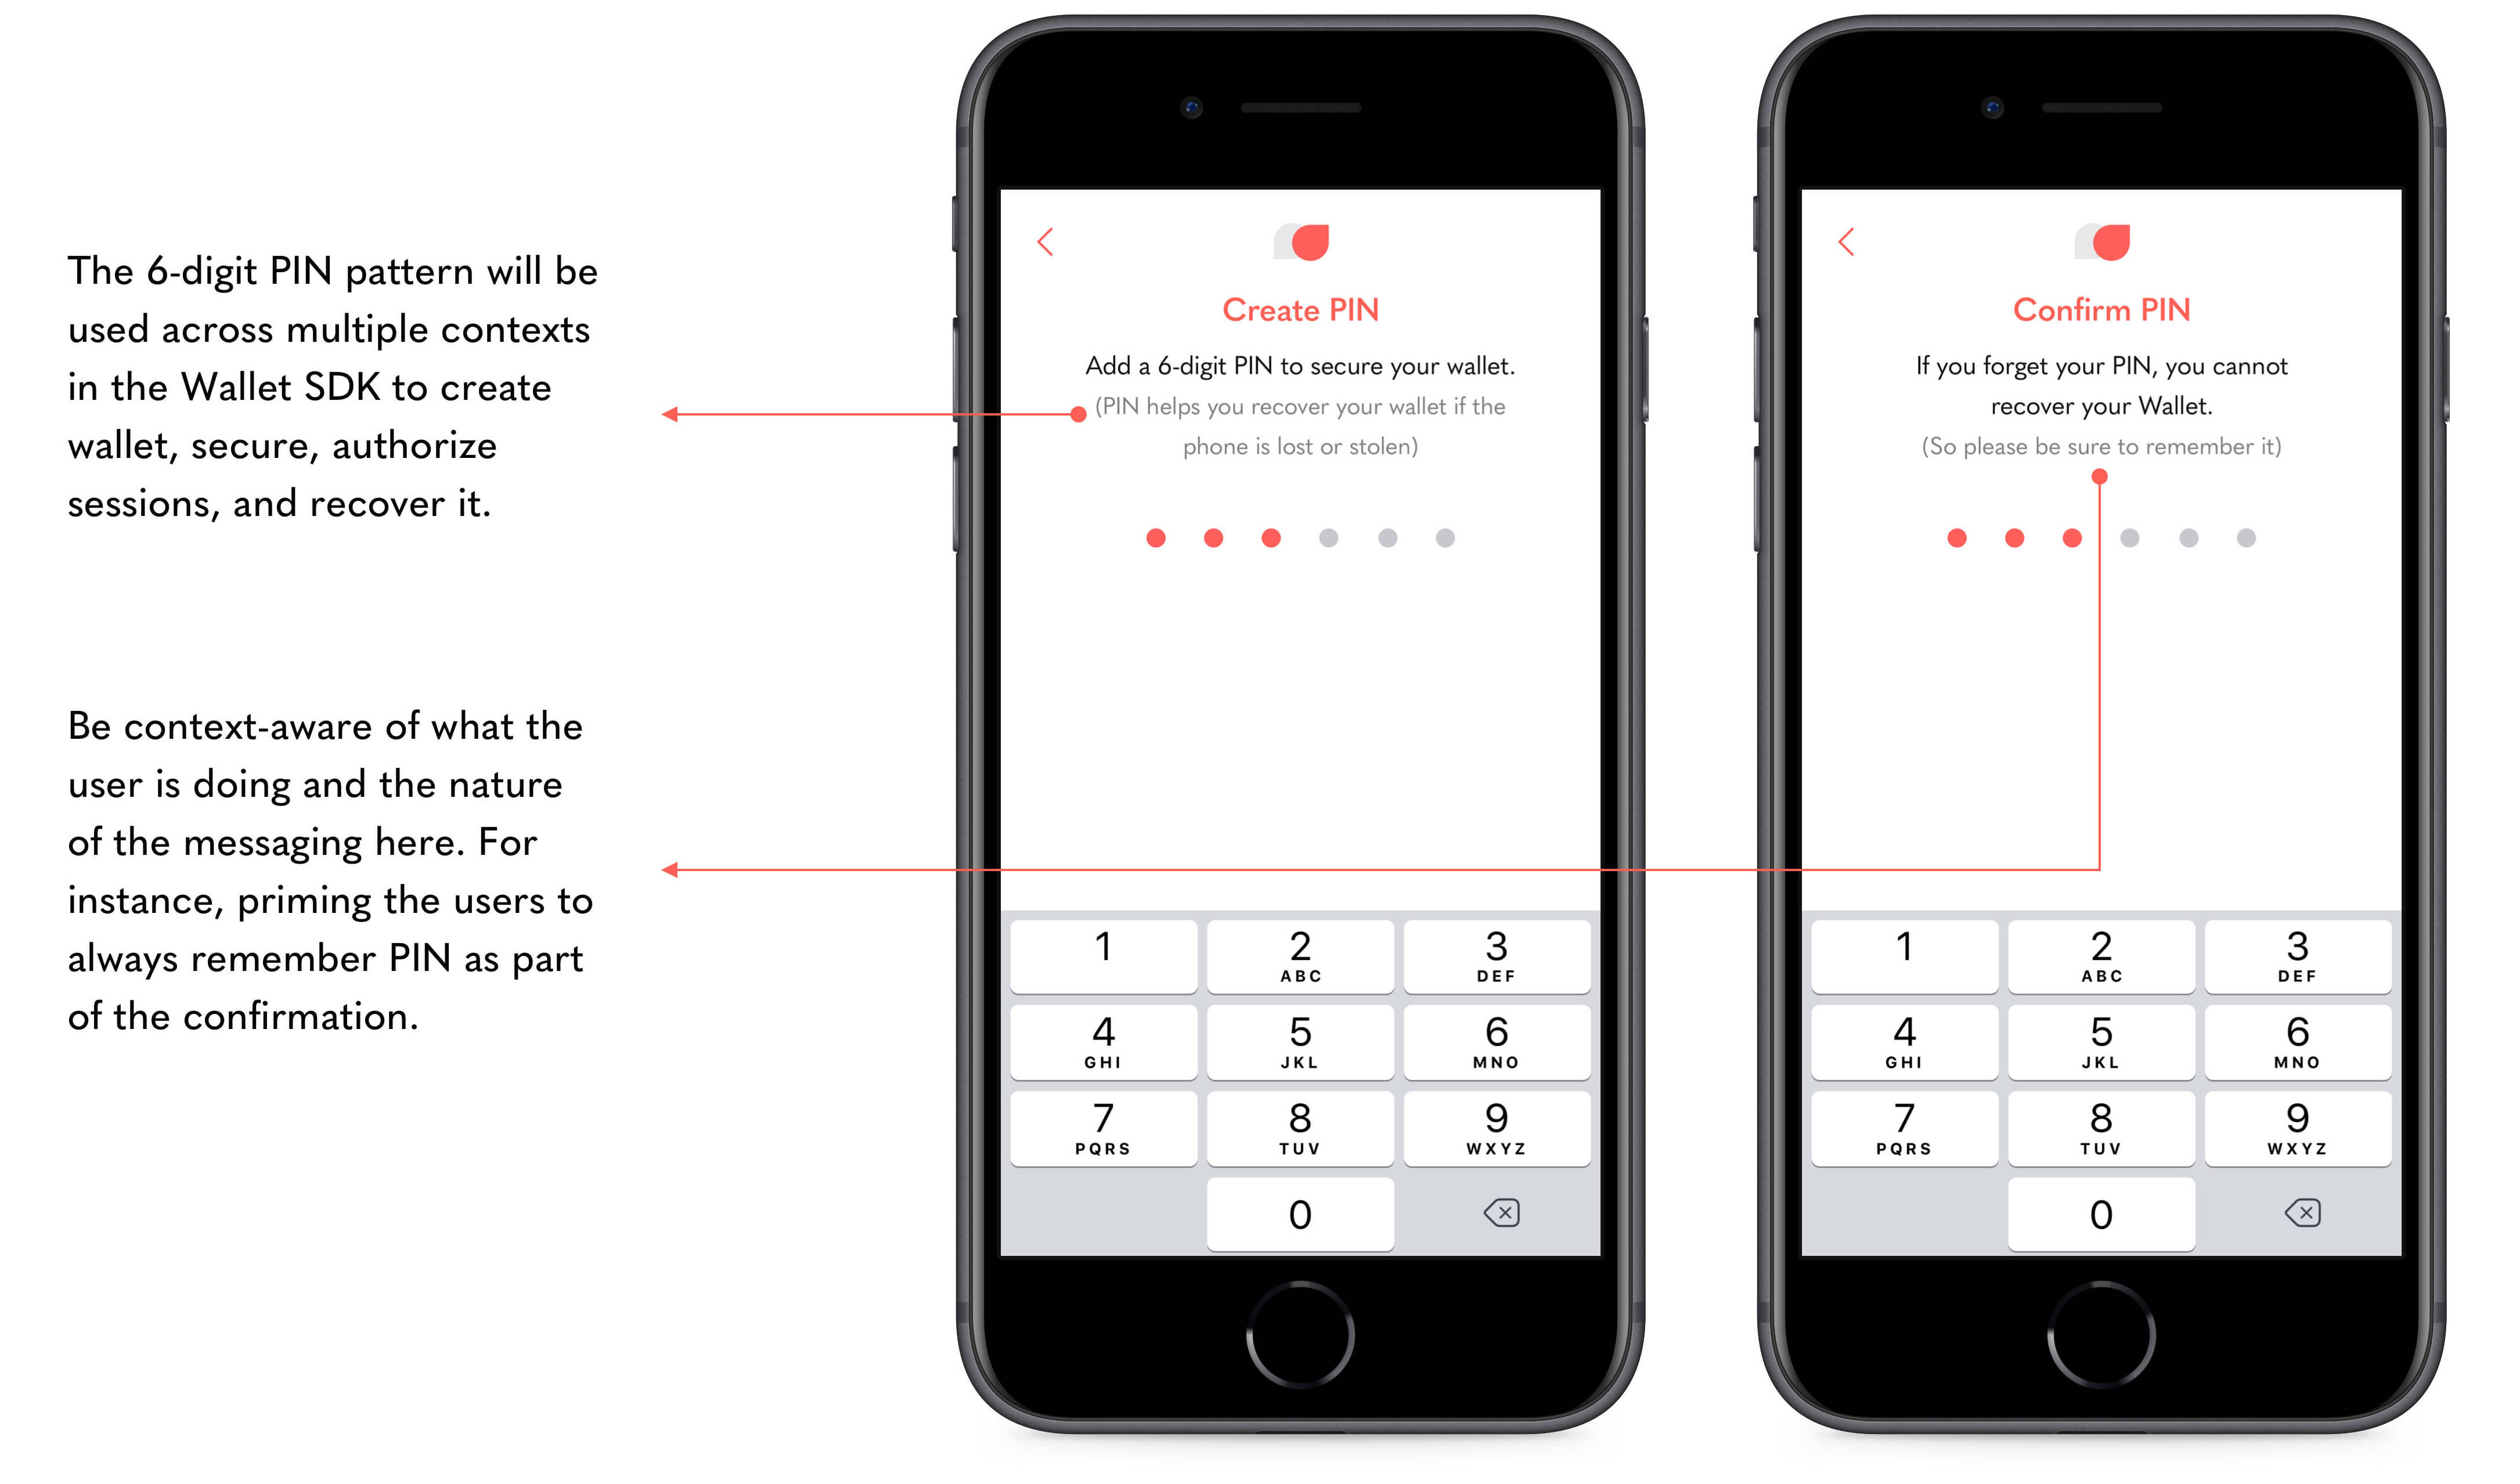 The 6-digit PIN pattern will be
used across multiple contexts
in the Wallet SDK to create
wallet, secure, authorize
sessions, and recover it.
Be context-aware of what the
user is doing and the nature
of the messaging here. For
instance, priming the users to
always remember PIN as part
of the confirmation.
Create PIN
Add a 6-digit PIN to secure your wallet.
(PIN helps you recover your wallet if the
phone is lost or stolen)
1 2 3
ABC DEF
4 5 6
GHI JKL MNO
7 8 9
PQRS TUV WXYZ
0
Confirm PIN
If you forget your PIN, you cannot
recover your Wallet.
(So please be sure to remember it)
1 2 3
ABC DEF
4 5 6
GHI JKL MNO
7 8 9
PQRS TUV WXYZ
0